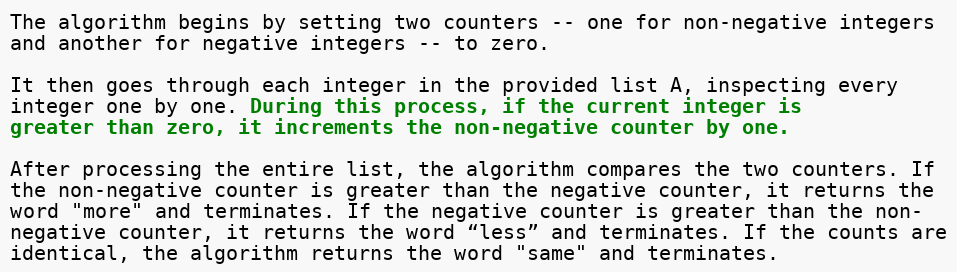 The algorithm begins by setting two counters -- one for non-negative integers
and another for negative integers -- to zero.
It then goes through each integer in the provided list A, inspecting every
integer one by one. During this process, if the current integer is
greater than zero, it increments the non-negative counter by one.
After processing the entire list, the algorithm compares the two counters. If
the non-negative counter is greater than the negative counter, it returns the
word "more" and terminates. If the negative counter is greater than the non-
negative counter, it returns the word “less” and terminates. If the counts are
identical, the algorithm returns the word "same" and terminates.